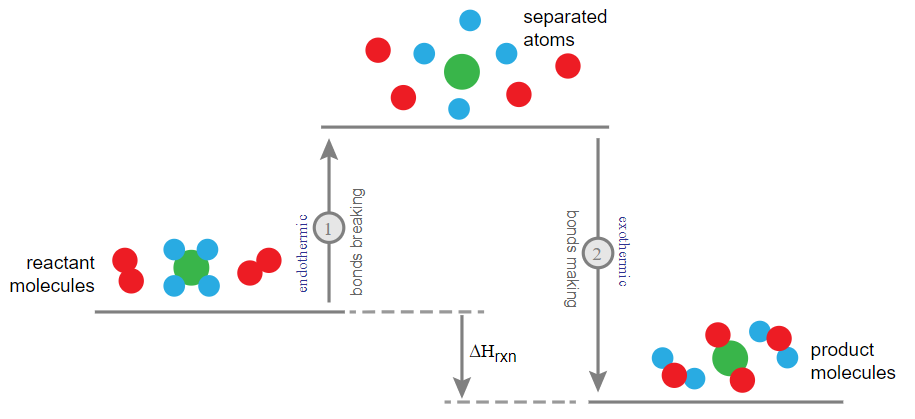 separated
atoms
endothermic
1
bonds breaking
bonds making
2
exothermic
reactant
molecules
ΔHrxn
product
molecules